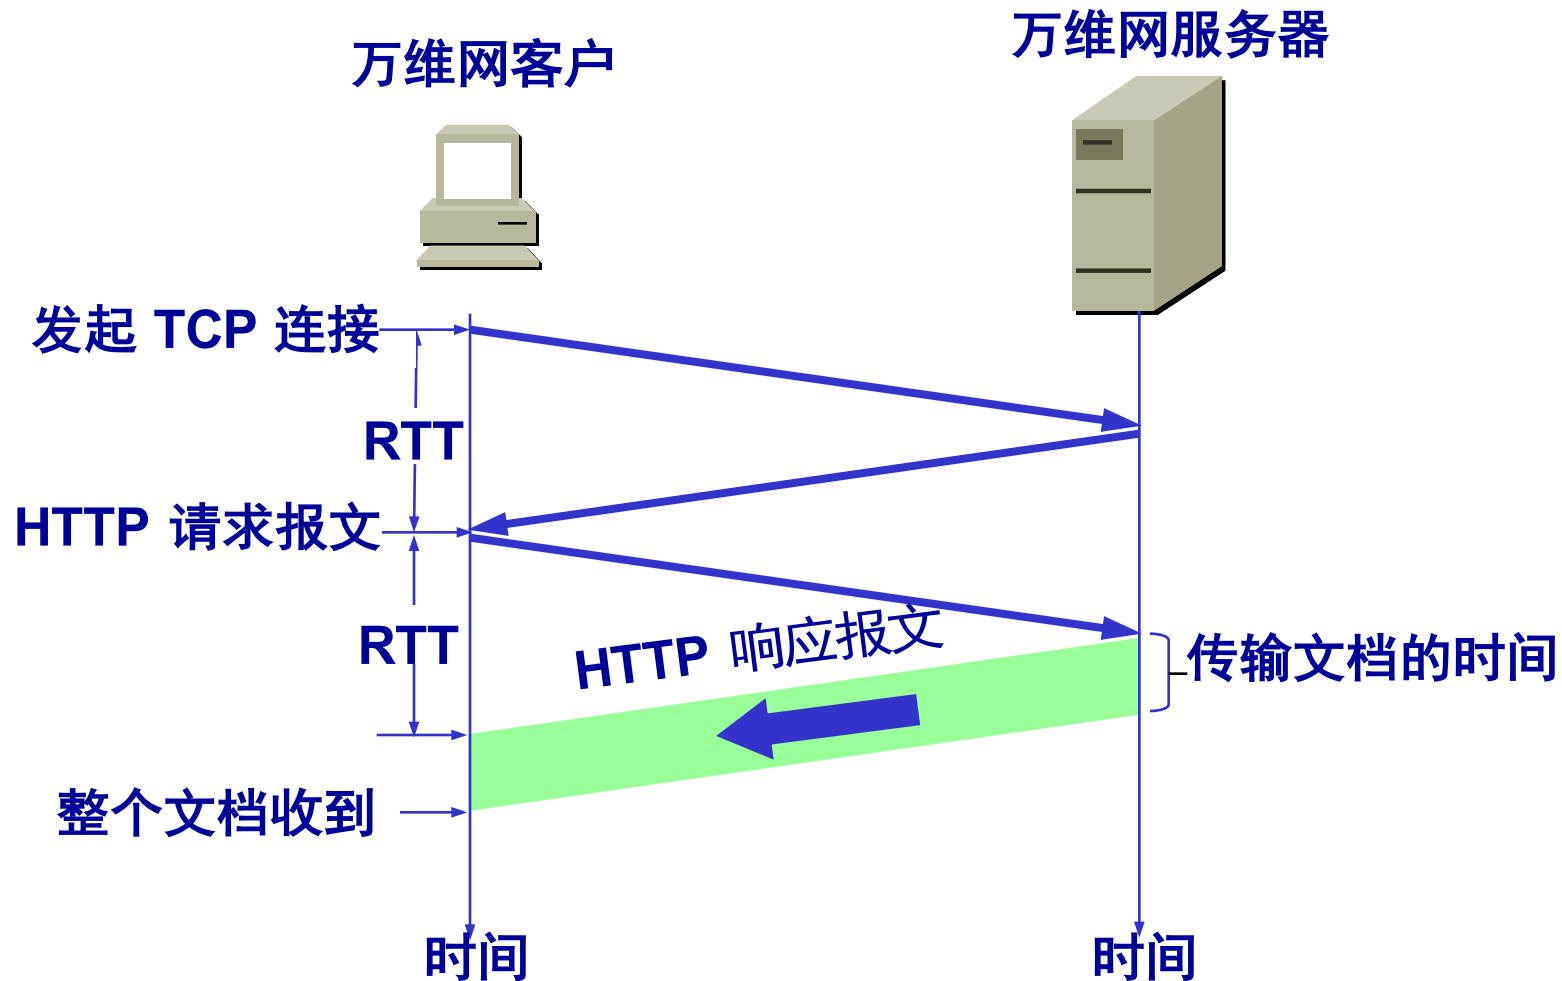 万维网客户
万维网服务器
发起 TCP 连接
RTT
HTTP 请求报文
RTT
HTTP 响应报文
传输文档的时间
整个文档收到
时间
时间